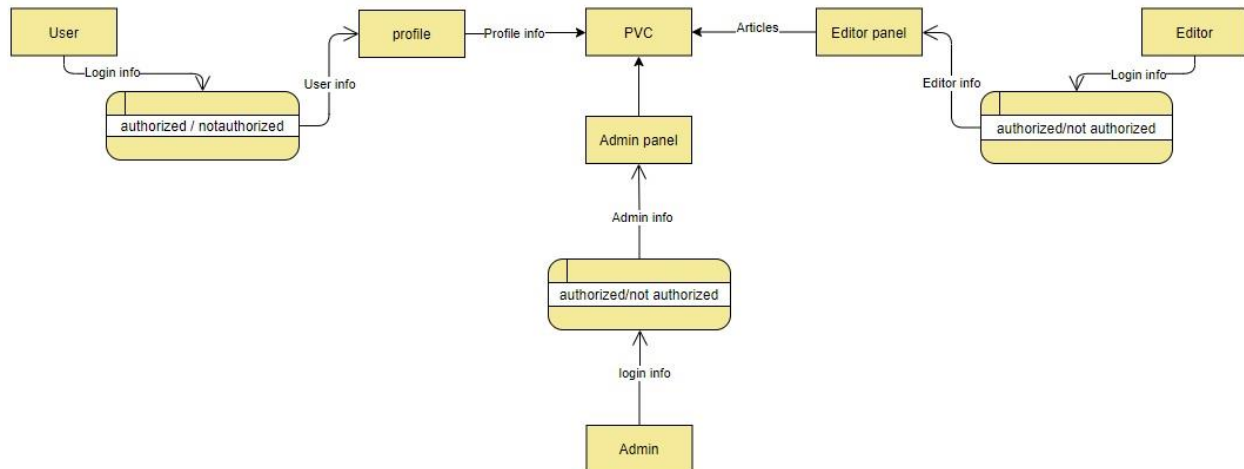 User
profile
Profile info
PVC
Articles
Editor panel
Editor
Login info
User info
Editor info
Login info
authorized / notauthorized
authorized/not authorized
Admin panel
Admin info
authorized/not authorized
login info
Admin